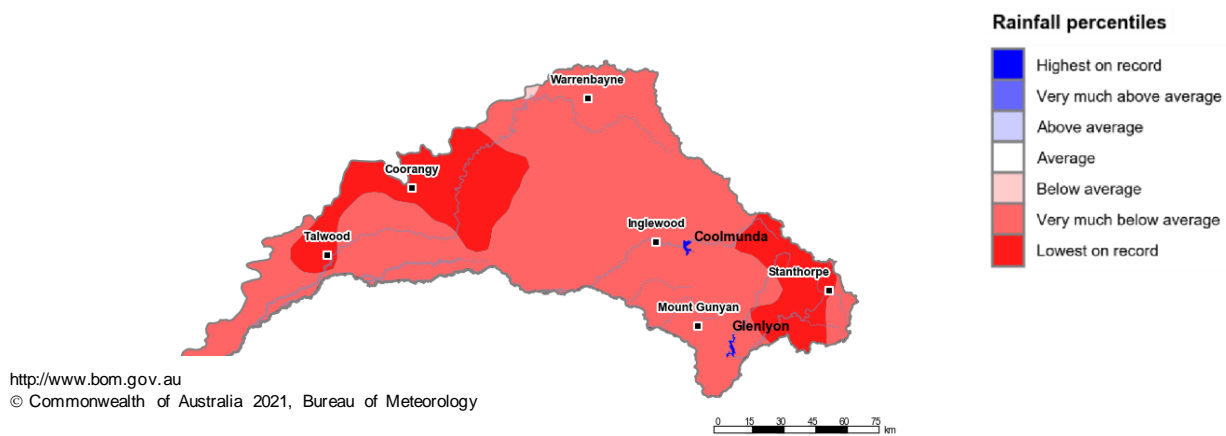 Rainfall percentiles
Highest on record
Very much above average
Above average
Average
Below average
Very much below average
Lowest on record
Warrenbayne
Coorangy
Talwood
Inglewood
Coolmunda
Stanthorpe
Mount Gunyan
Glenlyon
http://www.bom.gov.au
© Commonwealth of Australia 2021, Bureau of Meteorology
0 15 30 45 60 75
km